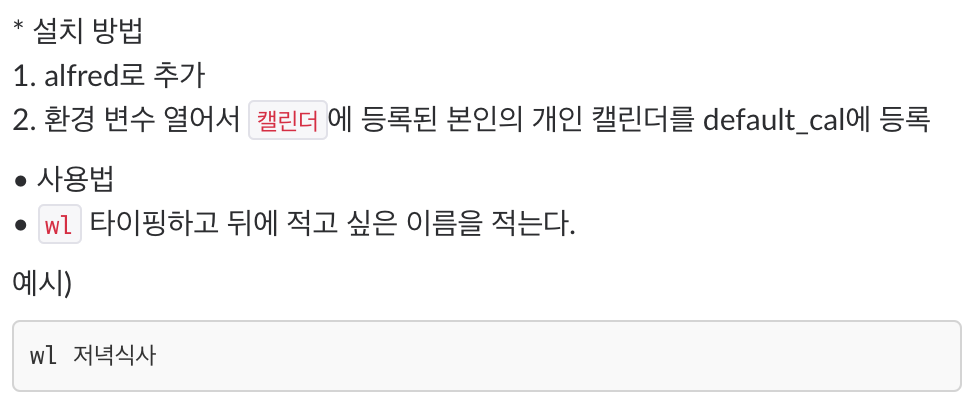 * 설치 방법
1. alfred로 추가
2. 환경 변수 열어서 캘린더에 등록된 본인의 개인 캘린더를 default_cal에 등록
• 사용법
• wl 타이핑하고 뒤에 적고 싶은 이름을 적는다.
예시)
wl 저녁식사